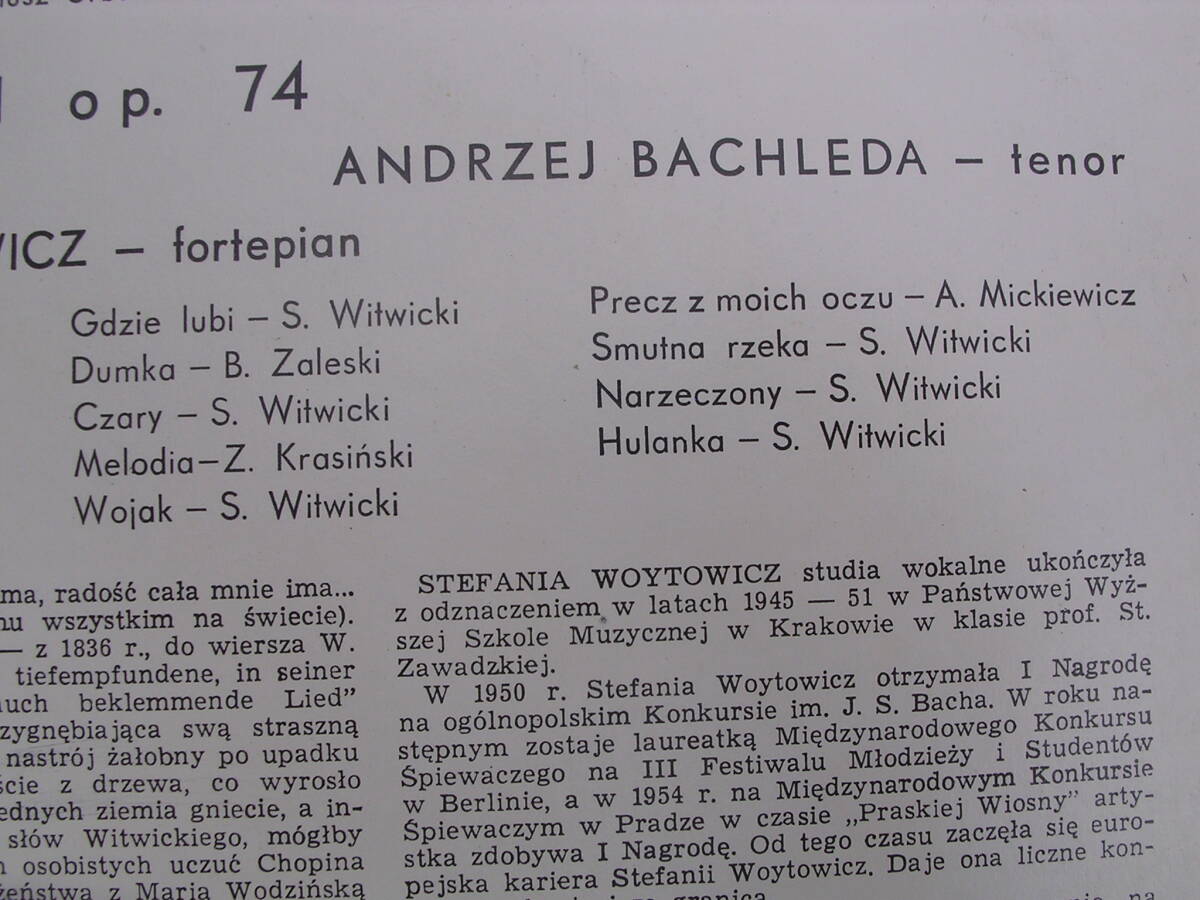 op. 74
ANDRZEJ BACHLEDA – tenor
– fortepian
Gdzie lubi – S. Witwicki
Dumka – B. Zaleski
Czary – S. Witwicki
Melodia – Z. Krasiński
Wojak – S. Witwicki
Precz z moich oczu – A. Mickiewicz
Smutna rzeka – S. Witwicki
Narzeczony – S. Witwicki
Hulanka – S. Witwicki
ma, radość cała mnie ima...
wszystkim na świecie).
— z 1836 r., do wiersza W.
tiefempfundene, in seiner
beklemmende Lied”
swą straszną
nastrój żałobny po upadku
z drzewa, co wyrosło
ziemia gniecie, a in-
słów Witwickiego, mógłby
osobistych uczuć Chopina
z Marią Wodzińską
STEFANIA WOYTOWICZ studia wokalne ukończyła
z odznaczeniem w latach 1945 — 51 w Państwowej Wyż-
szej Szkole Muzycznej w Krakowie w klasie prof. St.
Zawadzkiej.
W 1950 r. Stefania Woytowicz otrzymała I Nagrodę
na ogólnopolskim Konkursie im. J. S. Bacha. W roku na-
stępnym zostaje laureatką Międzynarodowego Konkursu
Śpiewaczego na III Festiwalu Młodzieży i Studentów
w Berlinie, a w 1954 r. na Międzynarodowym Konkursie
Śpiewaczym w Pradze w czasie „Praskiej Wiosny” arty-
stka zdobywa I Nagrodę. Od tego czasu zaczęła się euro-
pejska kariera Stefanii Woytowicz. Daje ona liczne kon-